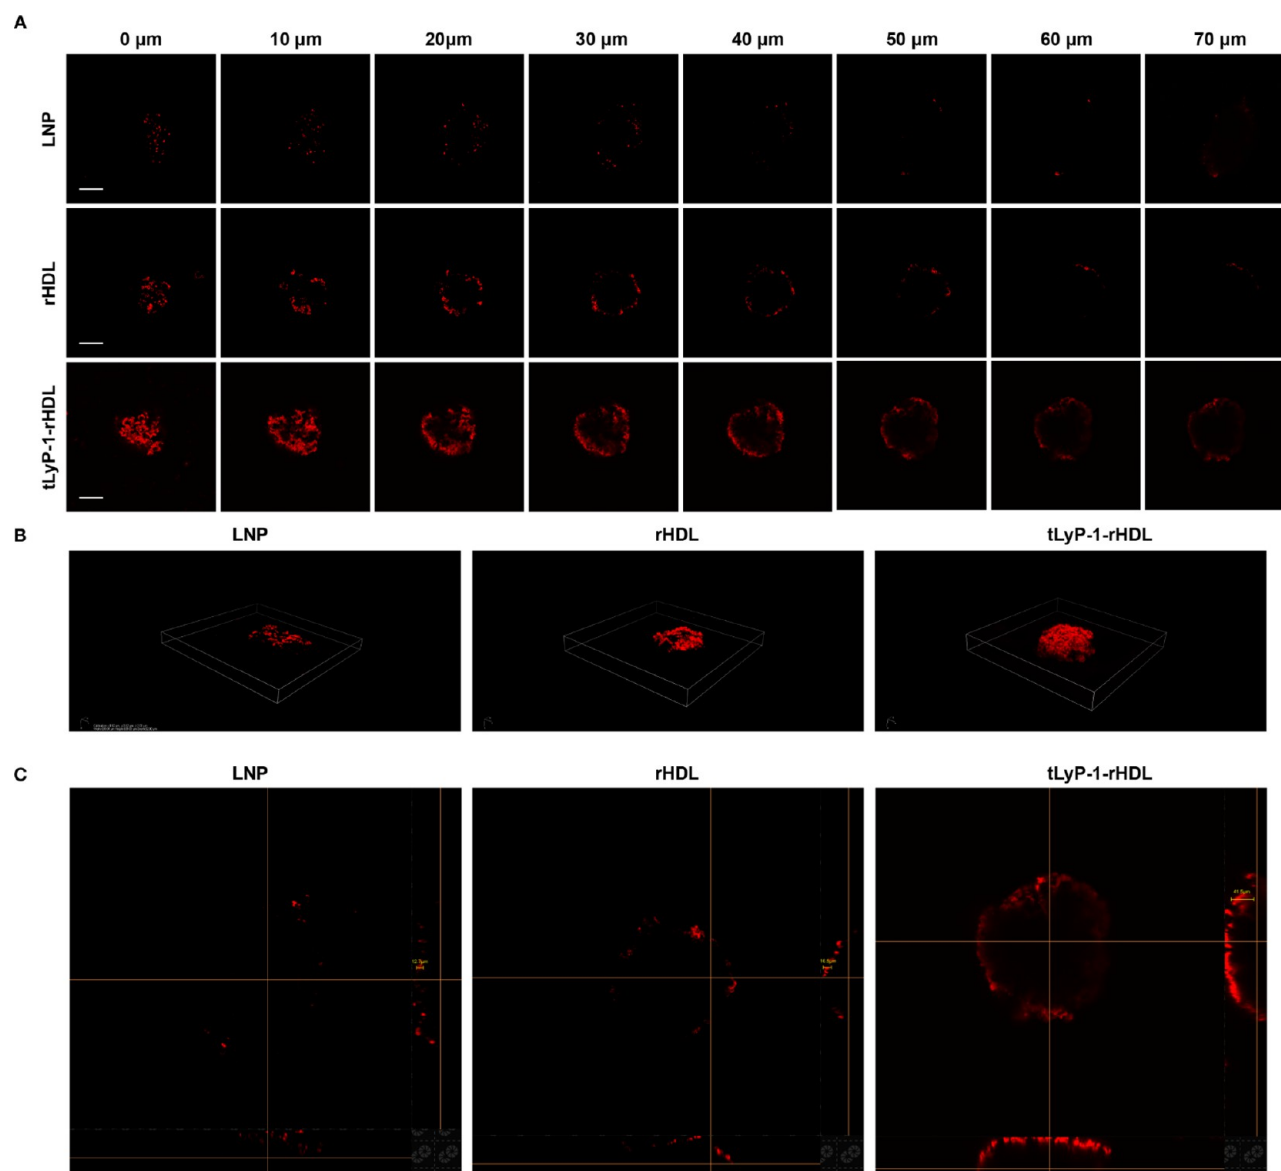 A
0 µm 10 µm 20µm 30 µm 40 µm 50 µm 60 µm 70 µm
LNP
rHDL
tLyP-1-rHDL
B
LNP rHDL tLyP-1-rHDL
C
LNP rHDL tLyP-1-rHDL